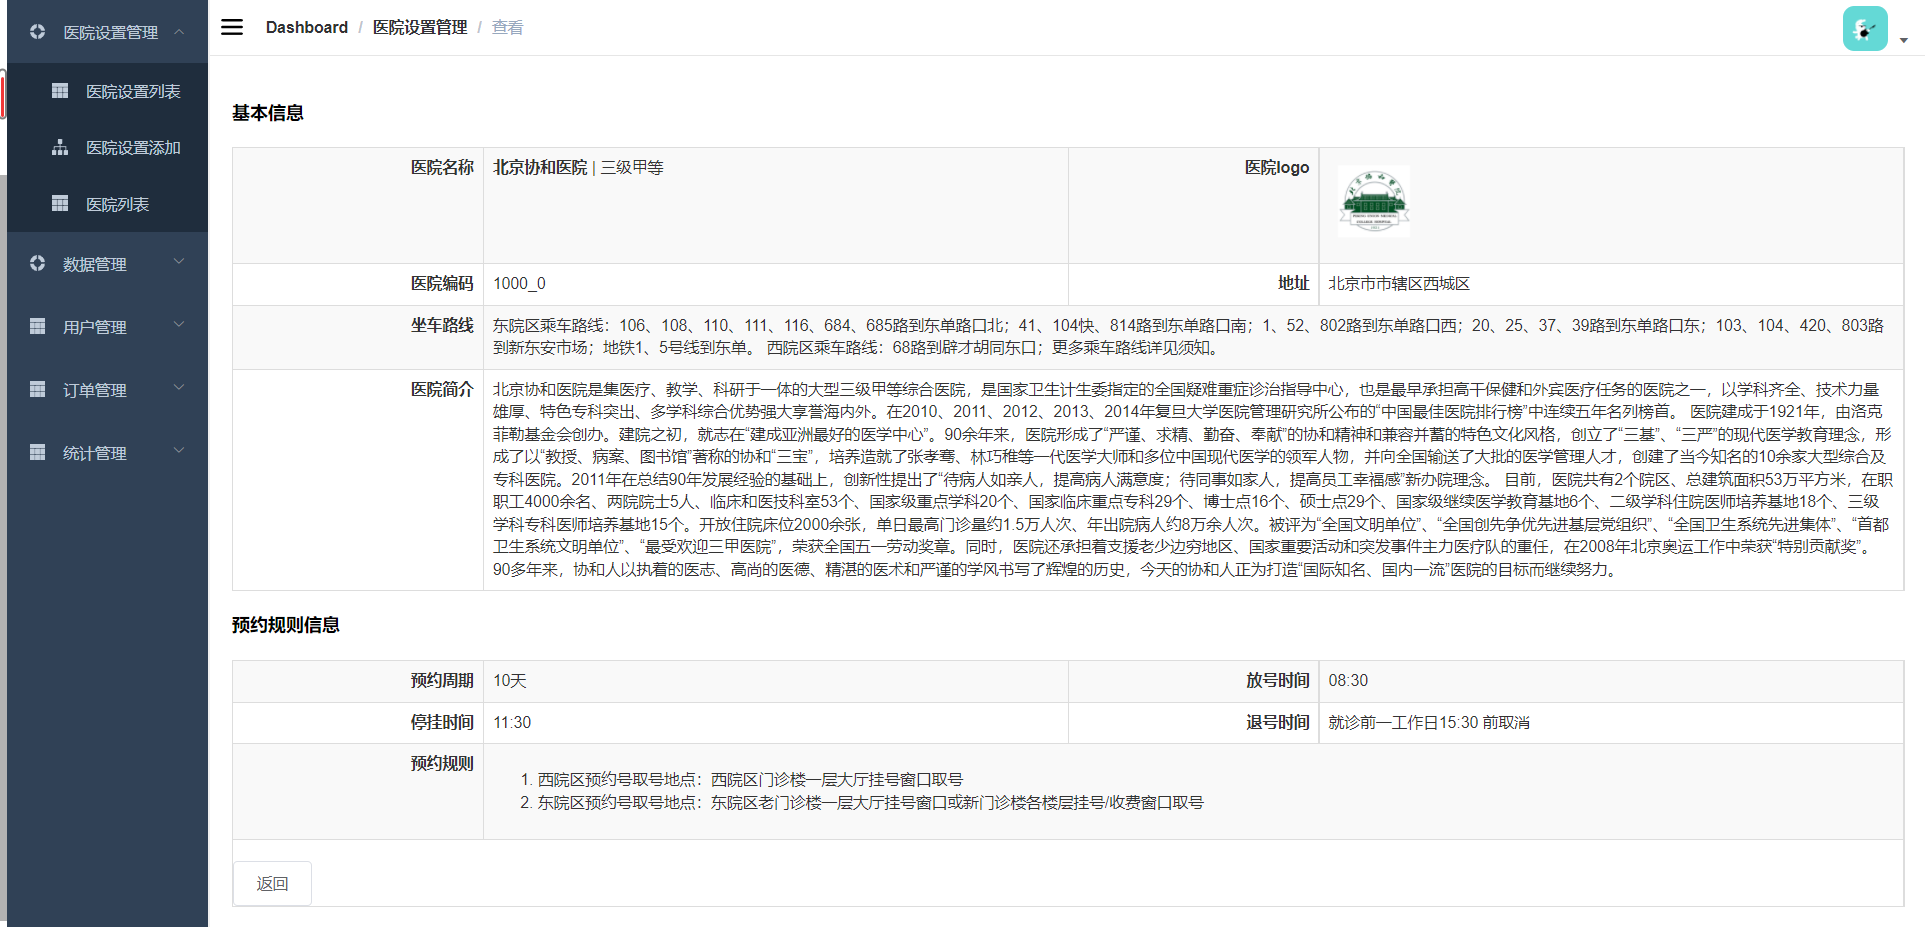 医院设置管理
医院设置列表
医院设置添加
医院列表
数据管理
用户管理
订单管理
统计管理
Dashboard / 医院设置管理 / 查看
基本信息
医院名称 北京协和医院 | 三级甲等 医院logo
医院编码 1000_0 地址 北京市市辖区西城区
坐车路线 东院区乘车路线：106、108、110、111、116、684、685路到东单路口北；41、104快、814路到东单路口南；1、52、802路到东单路口西；20、25、37、39路到东单路口东；103、104、420、803路
到新东安市场；地铁1、5号线到东单。 西院区乘车路线：68路到辟才胡同东口；更多乘车路线详见须知。
医院简介 北京协和医院是集医疗、教学、科研于一体的大型三级甲等综合医院，是国家卫生计生委指定的全国疑难重症诊治指导中心，也是最早承担高干保健和外宾医疗任务的医院之一，以学科齐全、技术力量
雄厚、特色专科突出、多学科综合优势强大享誉海内外。在2010、2011、2012、2013、2014年复旦大学医院管理研究所公布的“中国最佳医院排行榜”中连续五年名列榜首。 医院建成于1921年，由洛克
菲勒基金会创办。建院之初，就志在“建成亚洲最好的医学中心”。90余年来，医院形成了“严谨、求精、勤奋、奉献”的协和精神和兼容并蓄的特色文化风格，创立了“三基”、“三严”的现代医学教育理念，形
成了以“教授、病案、图书馆”著称的协和“三宝”，培养造就了张孝骞、林巧稚等一代医学大师和多位中国现代医学的领军人物，并向全国输送了大批的医学管理人才，创建了当今知名的10余家大型综合及
专科医院。2011年在总结90年发展经验的基础上，创新性提出了“待病人如亲人，提高病人满意度；待同事如家人，提高员工幸福感”新办院理念。 目前，医院共有2个院区、总建筑面积53万平方米，在职
职工4000余名、两院院士5人、临床和医技科室53个、国家级重点学科20个、国家临床重点专科29个、博士点16个、硕士点29个、国家级继续医学教育基地6个、二级学科住院医师培养基地18个、三级
学科专科医师培养基地15个。开放住院床位2000余张，单日最高门诊量约1.5万人次、年出院病人约8万余人次。被评为“全国文明单位”、“全国创先争优先进基层党组织”、“全国卫生系统先进集体”、“首都
卫生系统文明单位”、“最受欢迎三甲医院”，荣获全国五一劳动奖章。同时，医院还承担着支援老少边穷地区、国家重要活动和突发事件主力医疗队的重任，在2008年北京奥运工作中荣获“特别贡献奖”。
90多年来，协和人以执着的医志、高尚的医德、精湛的医术和严谨的学风书写了辉煌的历史，今天的协和人正为打造“国际知名、国内一流”医院的目标而继续努力。
预约规则信息
预约周期 10天 放号时间 08:30
停挂时间 11:30 退号时间 就诊前一工作日15:30 前取消
预约规则
1. 西院区预约号取号地点：西院区门诊楼一层大厅挂号窗口取号
2. 东院区预约号取号地点：东院区老门诊楼一层大厅挂号窗口或新门诊楼各楼层挂号/收费窗口取号
返回